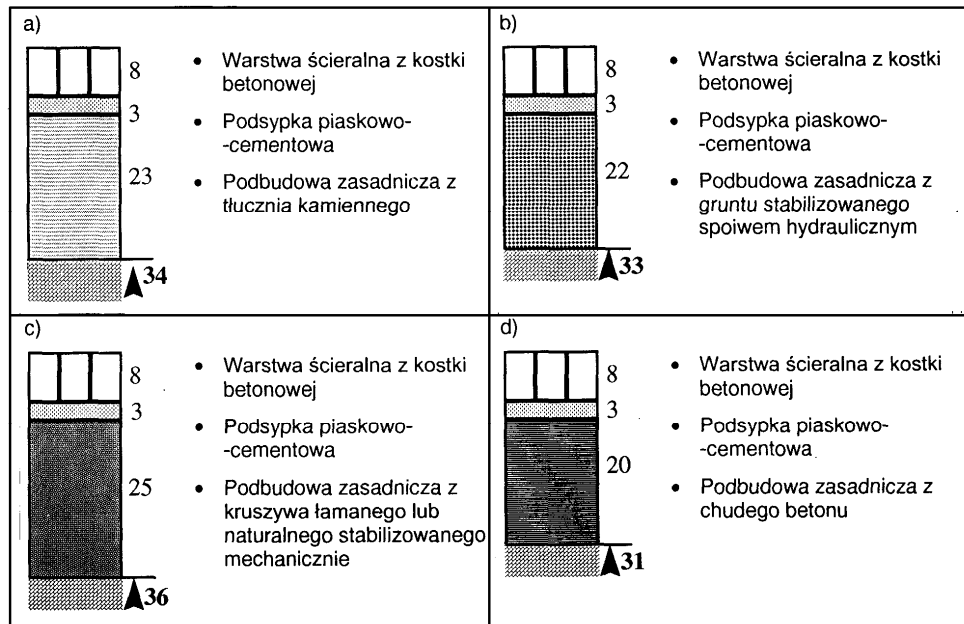 a)
8
3
23
34
• Warstwa ścieralna z kostki
betonowej
• Podsypka piaskowo-
-cementowa
• Podbudowa zasadnicza z
tłucznia kamiennego
b)
8
3
22
33
• Warstwa ścieralna z kostki
betonowej
• Podsypka piaskowo-
-cementowa
• Podbudowa zasadnicza z
gruntu stabilizowanego
spoiwem hydraulicznym
c)
8
3
25
36
• Warstwa ścieralna z kostki
betonowej
• Podsypka piaskowo-
-cementowa
• Podbudowa zasadnicza z
kruszywa łamanego lub
naturalnego stabilizowanego
mechanicznie
d)
8
3
20
31
• Warstwa ścieralna z kostki
betonowej
• Podsypka piaskowo-
-cementowa
• Podbudowa zasadnicza z
chudego betonu